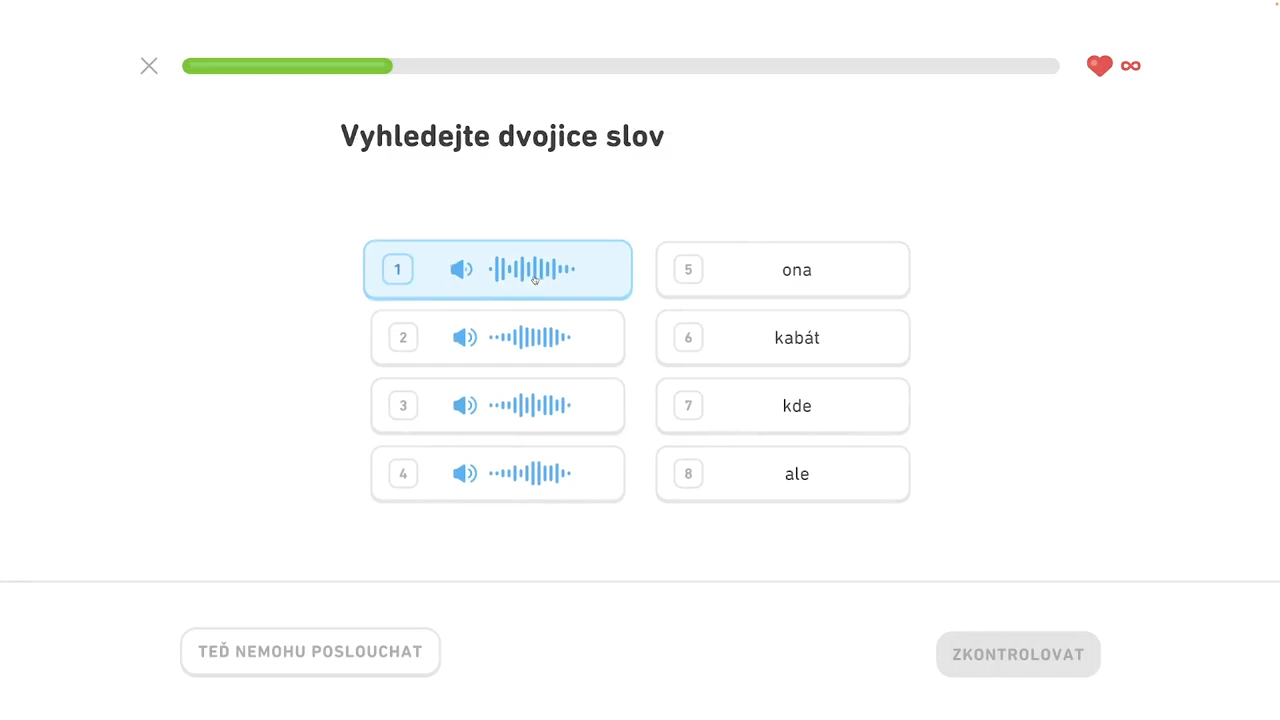 Vyhledejte dvojice slov
1
5 ona
2
6 kabát
3
7 kde
4
8 ale
TEĎ NEMOHU POSLOUCHAT
ZKONTROLOVAT